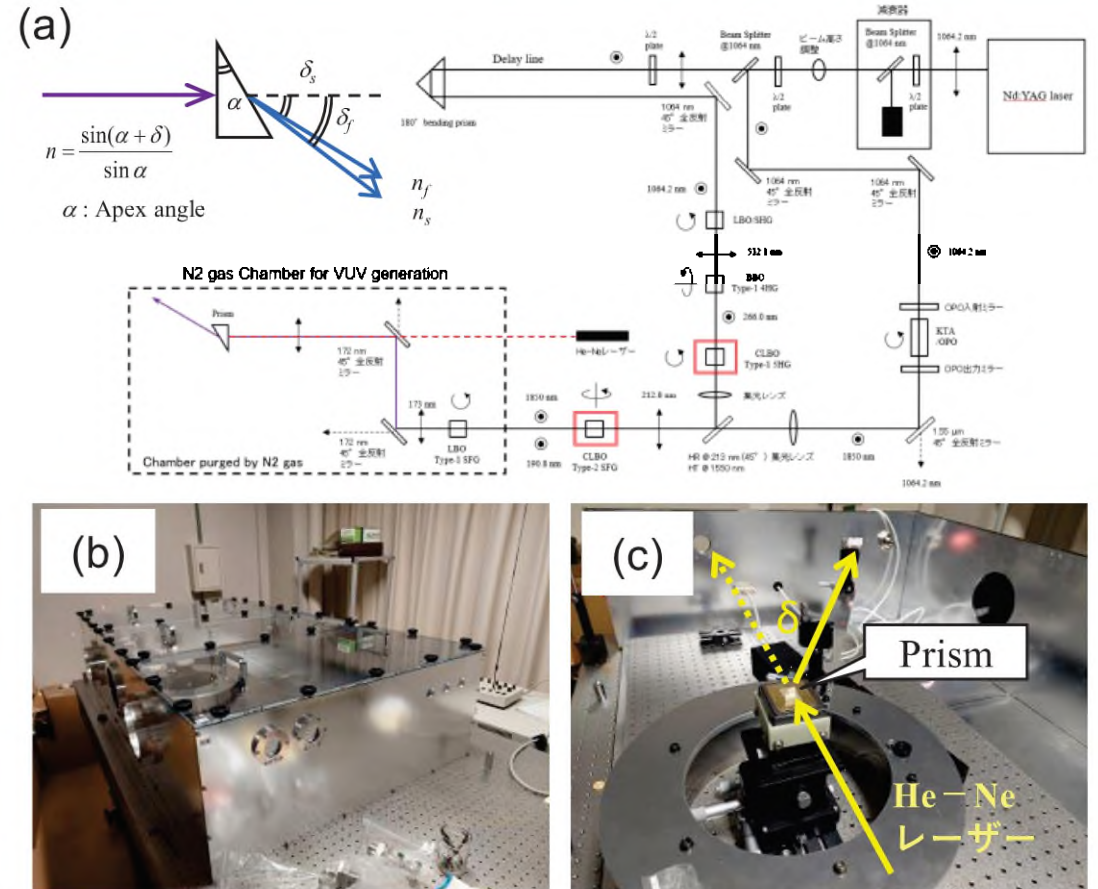 (a)
δs
α
δf
n = sin(α + δ) / sin α
α : Apex angle
nf
ns
減衰器
λ/2
plate
Beam Splitter
@1064 nm
ビーム高さ
調整
Beam Splitter
@1064 nm
1064.2 nm
Delay line
λ/2
plate
λ/2
plate
Nd:YAG laser
180° bending prism
1064 nm
45° 全反射
ミラー
1064 nm
45° 全反射
ミラー
1064 nm
45° 全反射
ミラー
1064.2 nm
LBO/SHG
532.1 nm
BBO
Type-1 4HG
266.0 nm
1064.2 nm
OPO入射ミラー
KTA
/OPO
OPO出力ミラー
CLBO
Type-1 5HG
集光レンズ
N2 gas Chamber for VUV generation
Prism
He-Neレーザー
172 nm
45° 全反射
ミラー
173 nm
1850 nm
212.8 nm
172 nm
45° 全反射
ミラー
LBO
Type-1 SFG
190.8 nm
CLBO
Type-2 SFG
HR @ 213 nm (45°)
HT @ 1550 nm
集光レンズ
1850 nm
1.55 μm
45° 全反射ミラー
1064.2 nm
Chamber purged by N2 gas
(b)
(c)
δ
Prism
He－Ne
レーザー